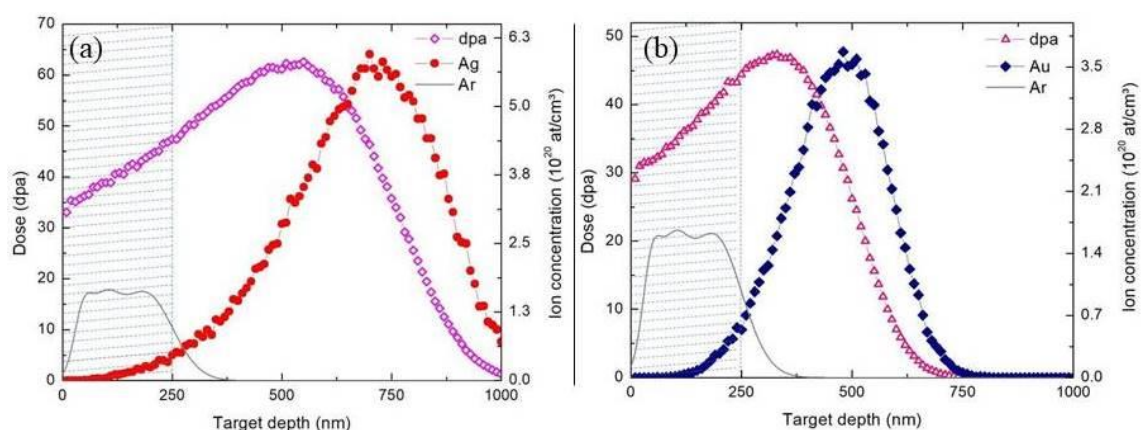 (a)
dpa
Ag
Ar
70
60
50
40
30
20
10
0
Dose (dpa)
6.3
5.0
3.8
2.5
1.3
0.0
Ion concentration (10²⁰ at/cm³)
0
250
500
750
1000
Target depth (nm)
(b)
dpa
Au
Ar
50
40
30
20
10
0
Dose (dpa)
3.5
2.8
2.1
1.4
0.7
0.0
Ion concentration (10²⁰ at/cm³)
0
250
500
750
1000
Target depth (nm)